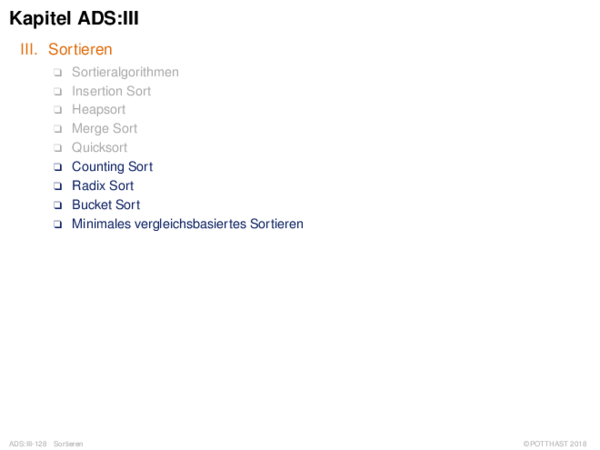 Kapitel ADS:III
III. Sortieren
❑ Sortieralgorithmen
❑ Insertion Sort
❑ Heapsort
❑ Merge Sort
❑ Quicksort
❑ Counting Sort
❑ Radix Sort
❑ Bucket Sort
❑ Minimales vergleichsbasiertes Sortieren
ADS:III-128 Sortieren ©POTTHAST 2018